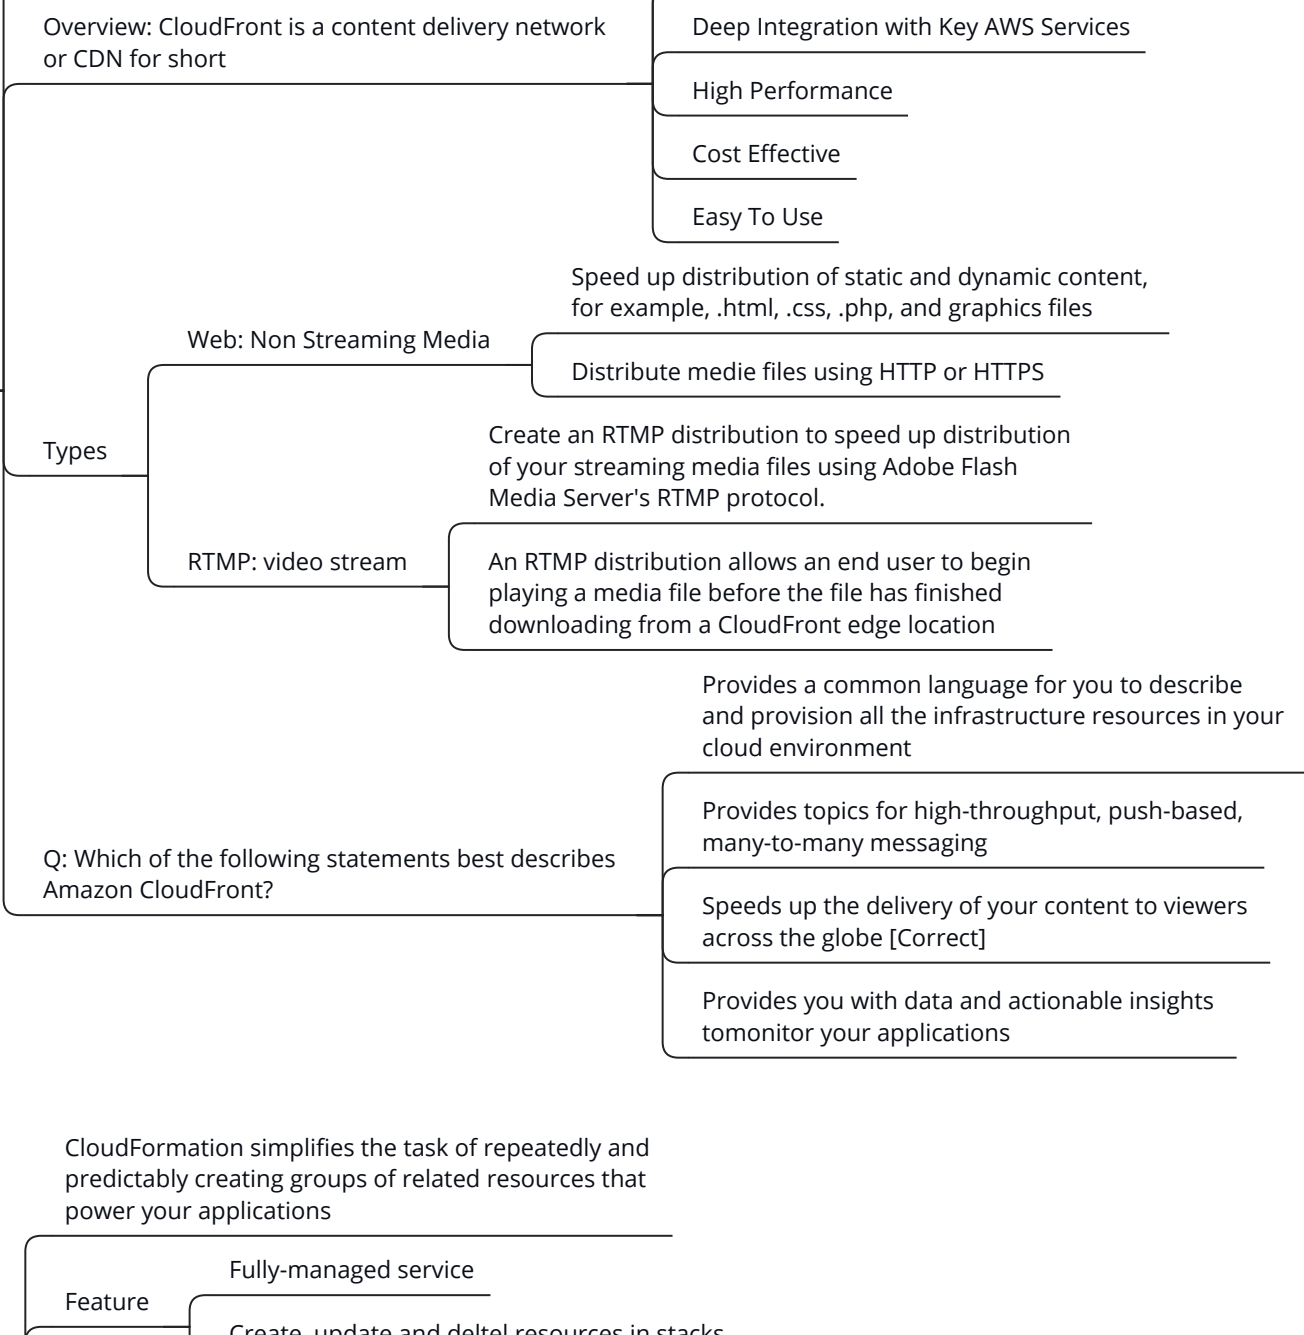 Overview: CloudFront is a content delivery network
or CDN for short
Deep Integration with Key AWS Services
High Performance
Cost Effective
Easy To Use
Types
Web: Non Streaming Media
Speed up distribution of static and dynamic content,
for example, .html, .css, .php, and graphics files
Distribute medie files using HTTP or HTTPS
RTMP: video stream
Create an RTMP distribution to speed up distribution
of your streaming media files using Adobe Flash
Media Server's RTMP protocol.
An RTMP distribution allows an end user to begin
playing a media file before the file has finished
downloading from a CloudFront edge location
Q: Which of the following statements best describes
Amazon CloudFront?
Provides a common language for you to describe
and provision all the infrastructure resources in your
cloud environment
Provides topics for high-throughput, push-based,
many-to-many messaging
Speeds up the delivery of your content to viewers
across the globe [Correct]
Provides you with data and actionable insights
tomonitor your applications
CloudFormation simplifies the task of repeatedly and
predictably creating groups of related resources that
power your applications
Feature
Fully-managed service
Create, update and deltel resources in stacks